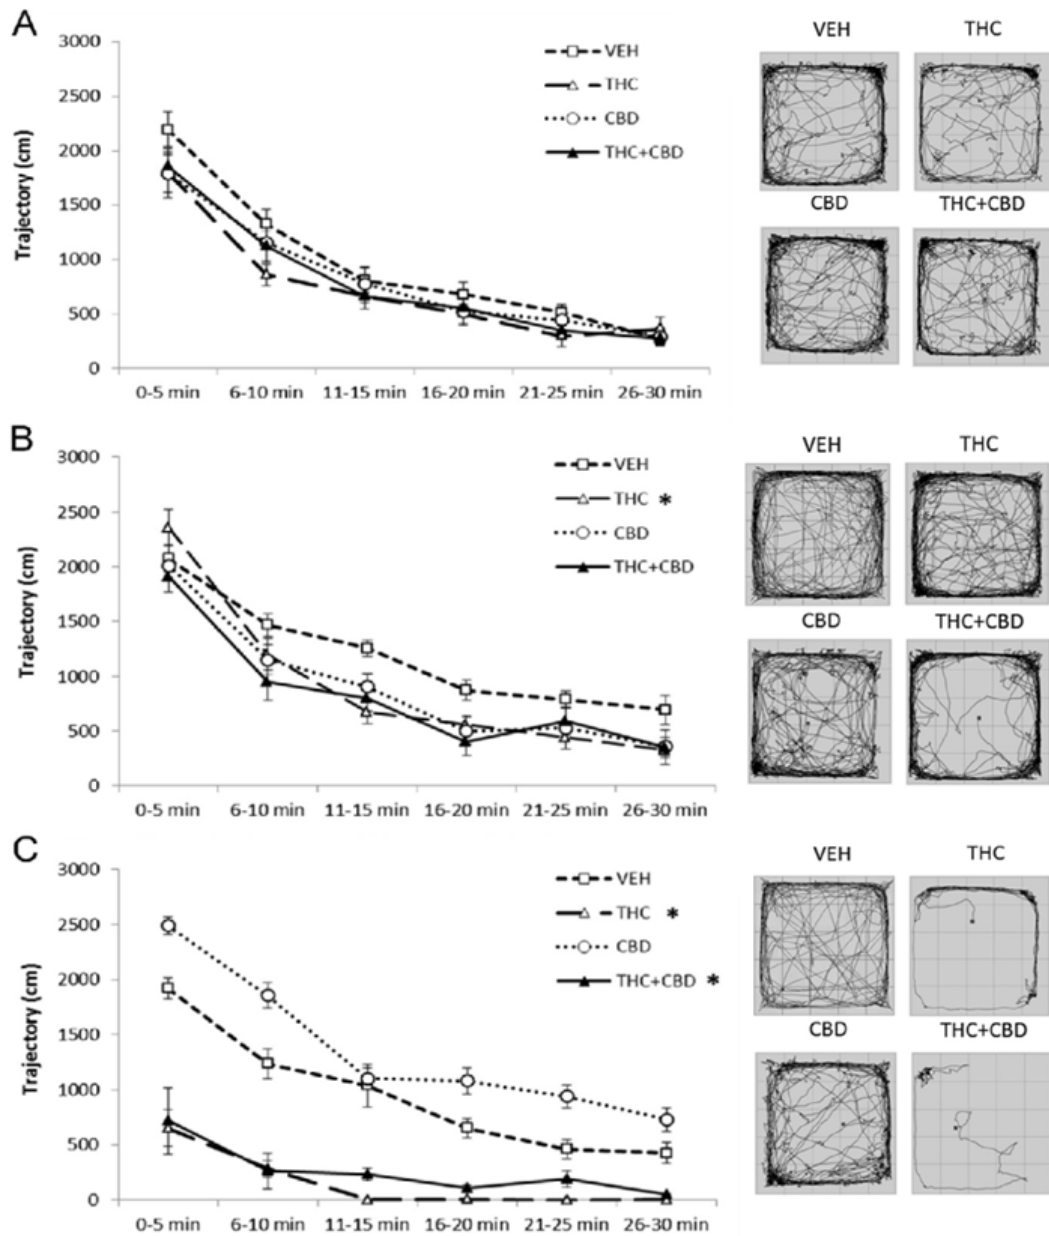 A
VEH THC
3000
2500
2000
1500
1000
500
0
Trajectory (cm)
VEH
THC
CBD
THC+CBD
CBD THC+CBD
0-5 min 6-10 min 11-15 min 16-20 min 21-25 min 26-30 min
B
VEH THC
3000
2500
2000
1500
1000
500
0
Trajectory (cm)
VEH
THC *
CBD
THC+CBD
CBD THC+CBD
0-5 min 6-10 min 11-15 min 16-20 min 21-25 min 26-30 min
C
VEH THC
3000
2500
2000
1500
1000
500
0
Trajectory (cm)
VEH
THC *
CBD
THC+CBD *
CBD THC+CBD
0-5 min 6-10 min 11-15 min 16-20 min 21-25 min 26-30 min